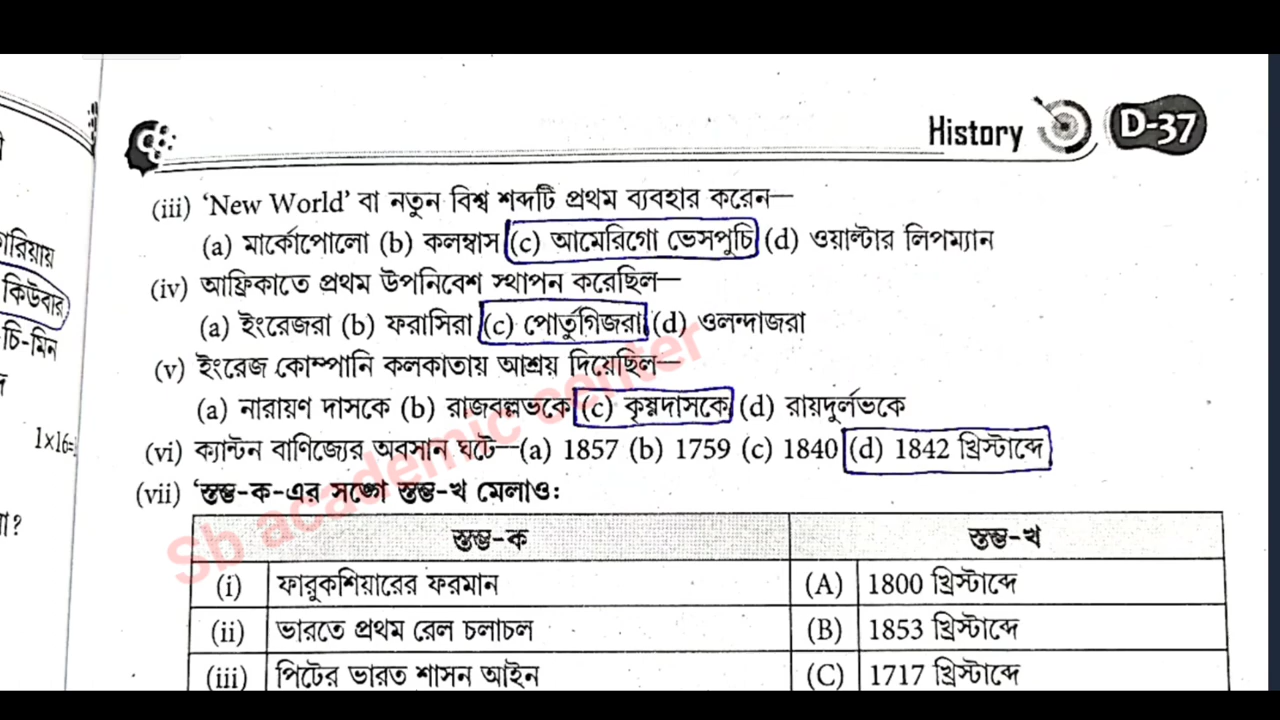 History D-37
(iii) ‘New World’ বা নতুন বিশ্ব শব্দটি প্রথম ব্যবহার করেন—
(a) মার্কোপোলো (b) কলম্বাস (c) আমেরিগো ভেসপুচি (d) ওয়াল্টার লিপম্যান
(iv) আফ্রিকাতে প্রথম উপনিবেশ স্থাপন করেছিল—
(a) ইংরেজরা (b) ফরাসিরা (c) পোর্তুগিজরা (d) ওলন্দাজরা
(v) ইংরেজ কোম্পানি কলকাতায় আশ্রয় দিয়েছিল—
(a) নারায়ণ দাসকে (b) রাজবল্লভকে (c) কৃষ্ণদাসকে (d) রায়দুর্লভকে
(vi) ক্যান্টন বাণিজ্যের অবসান ঘটে—(a) 1857 (b) 1759 (c) 1840 (d) 1842 খ্রিস্টাব্দে
(vii) ‘স্তম্ভ-ক-এর সঙ্গে স্তম্ভ-খ মেলাও:
স্তম্ভ-ক স্তম্ভ-খ
(i) ফারুকশিয়ারের ফরমান (A) 1800 খ্রিস্টাব্দে
(ii) ভারতে প্রথম রেল চলাচল (B) 1853 খ্রিস্টাব্দে
(iii) পিটের ভারত শাসন আইন (C) 1717 খ্রিস্টাব্দে
Sb academic center
কিউবার
চি-মিন
1×16=